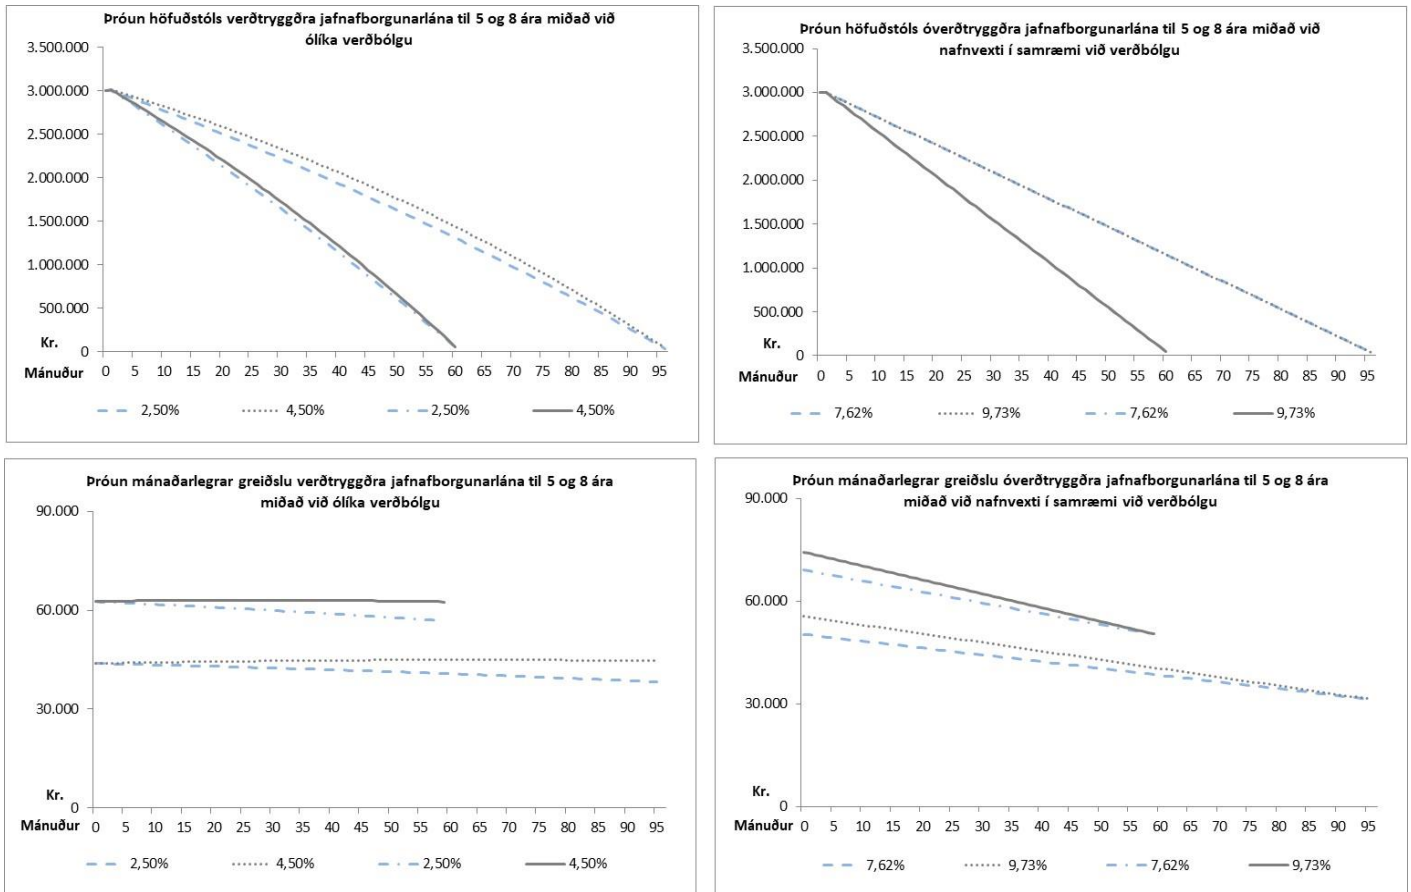 Þróun höfuðstóls verðtryggðra jafnafborgunarlána til 5 og 8 ára miðað við
ólíka verðbólgu
3.500.000
3.000.000
2.500.000
2.000.000
1.500.000
1.000.000
500.000
Kr.
0
Mánuður
0 5 10 15 20 25 30 35 40 45 50 55 60 65 70 75 80 85 90 95
2,50% 4,50% 2,50% 4,50%
Þróun höfuðstóls óverðtryggðra jafnafborgunarlána til 5 og 8 ára miðað við
nafnvexti í samræmi við verðbólgu
3.500.000
3.000.000
2.500.000
2.000.000
1.500.000
1.000.000
500.000
Kr.
0
Mánuður
0 5 10 15 20 25 30 35 40 45 50 55 60 65 70 75 80 85 90 95
7,62% 9,73% 7,62% 9,73%
Þróun mánaðarlegrar greiðslu verðtryggðra jafnafborgunarlána til 5 og 8 ára
miðað við ólíka verðbólgu
90.000
60.000
30.000
Kr.
0
Mánuður
0 5 10 15 20 25 30 35 40 45 50 55 60 65 70 75 80 85 90 95
2,50% 4,50% 2,50% 4,50%
Þróun mánaðarlegrar greiðslu óverðtryggðra jafnafborgunarlána til 5 og 8 ára
miðað við nafnvexti í samræmi við verðbólgu
90.000
60.000
30.000
Kr.
0
Mánuður
0 5 10 15 20 25 30 35 40 45 50 55 60 65 70 75 80 85 90 95
7,62% 9,73% 7,62% 9,73%